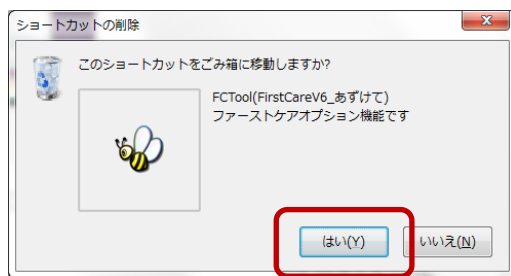 ショートカットの削除
このショートカットをごみ箱に移動しますか?
FCTool(FirstCareV6_あずけて)
ファーストケアオプション機能です
はい(Y)
いいえ(N)